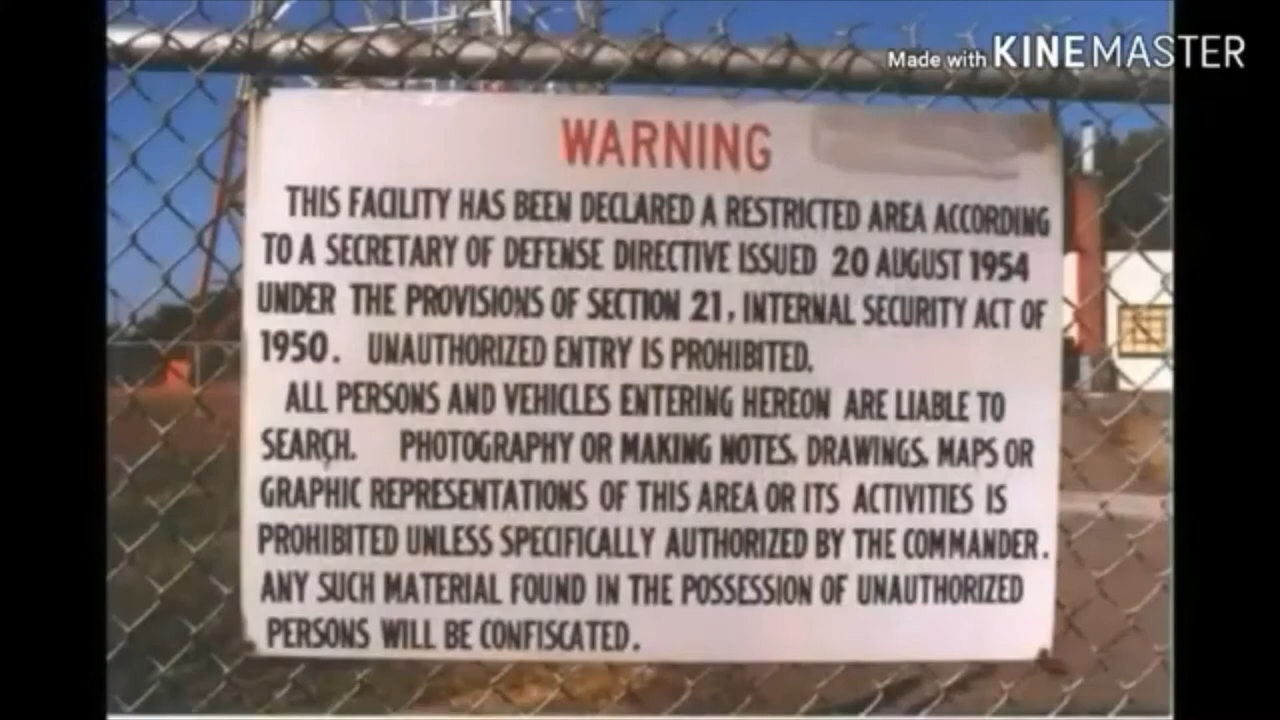 Made with KINEMASTER
WARNING
THIS FACILITY HAS BEEN DECLARED A RESTRICTED AREA ACCORDING
TO A SECRETARY OF DEFENSE DIRECTIVE ISSUED 20 AUGUST 1954
UNDER THE PROVISIONS OF SECTION 21, INTERNAL SECURITY ACT OF
1950. UNAUTHORIZED ENTRY IS PROHIBITED.
ALL PERSONS AND VEHICLES ENTERING HEREON ARE LIABLE TO
SEARCH. PHOTOGRAPHY OR MAKING NOTES, DRAWINGS, MAPS OR
GRAPHIC REPRESENTATIONS OF THIS AREA OR ITS ACTIVITIES IS
PROHIBITED UNLESS SPECIFICALLY AUTHORIZED BY THE COMMANDER.
ANY SUCH MATERIAL FOUND IN THE POSSESSION OF UNAUTHORIZED
PERSONS WILL BE CONFISCATED.